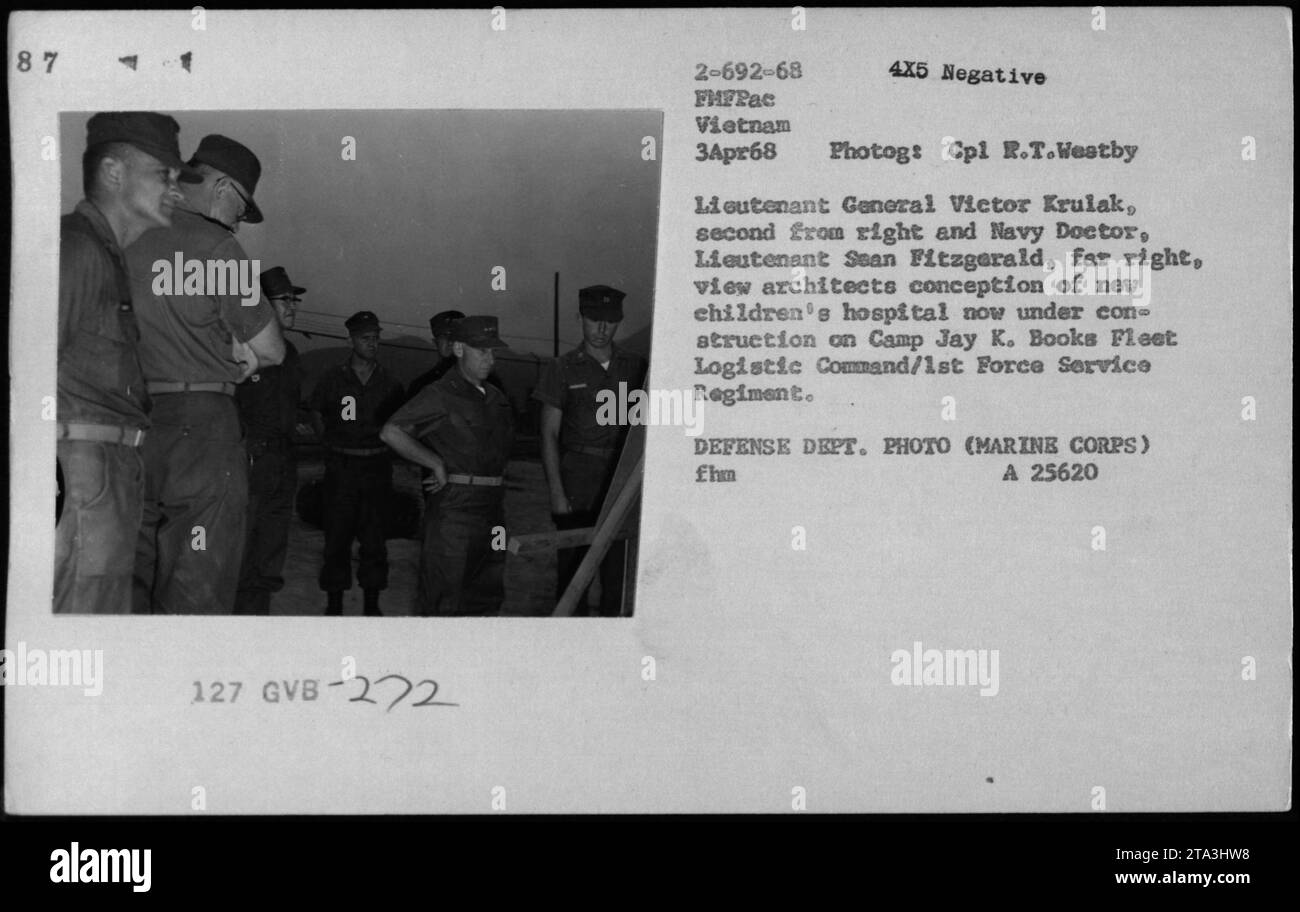 87
2-692-68 4X5 Negative
FMFPac
Vietnam
3Apr68 Photog: Cpl R.T.Westby
Lieutenant General Victor Krulak,
second from right and Navy Doctor,
Lieutenant Sean Fitzgerald, far right,
view architects conception of new
children's hospital now under con-
struction on Camp Jay K. Books Fleet
Logistic Command/1st Force Service
Regiment.
DEFENSE DEPT. PHOTO (MARINE CORPS)
fhm A 25620
127 GVB-272
alamy
alamy
alamy
alamy
alamy
alamy
alamy
Image ID: 2TA3HW8
www.alamy.com